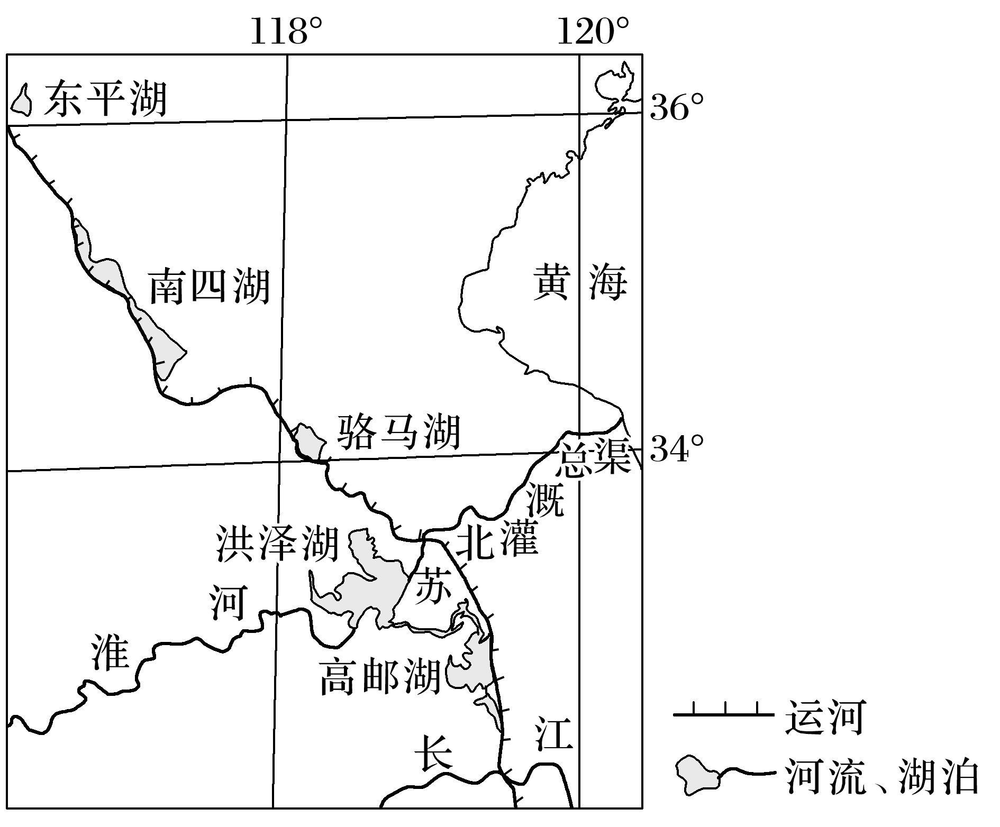 118°
120°
东平湖
36°
南四湖
黄海
骆马湖
34°
总渠
溉
洪泽湖
北灌
苏
河
淮
高邮湖
江
长
运河
河流、湖泊